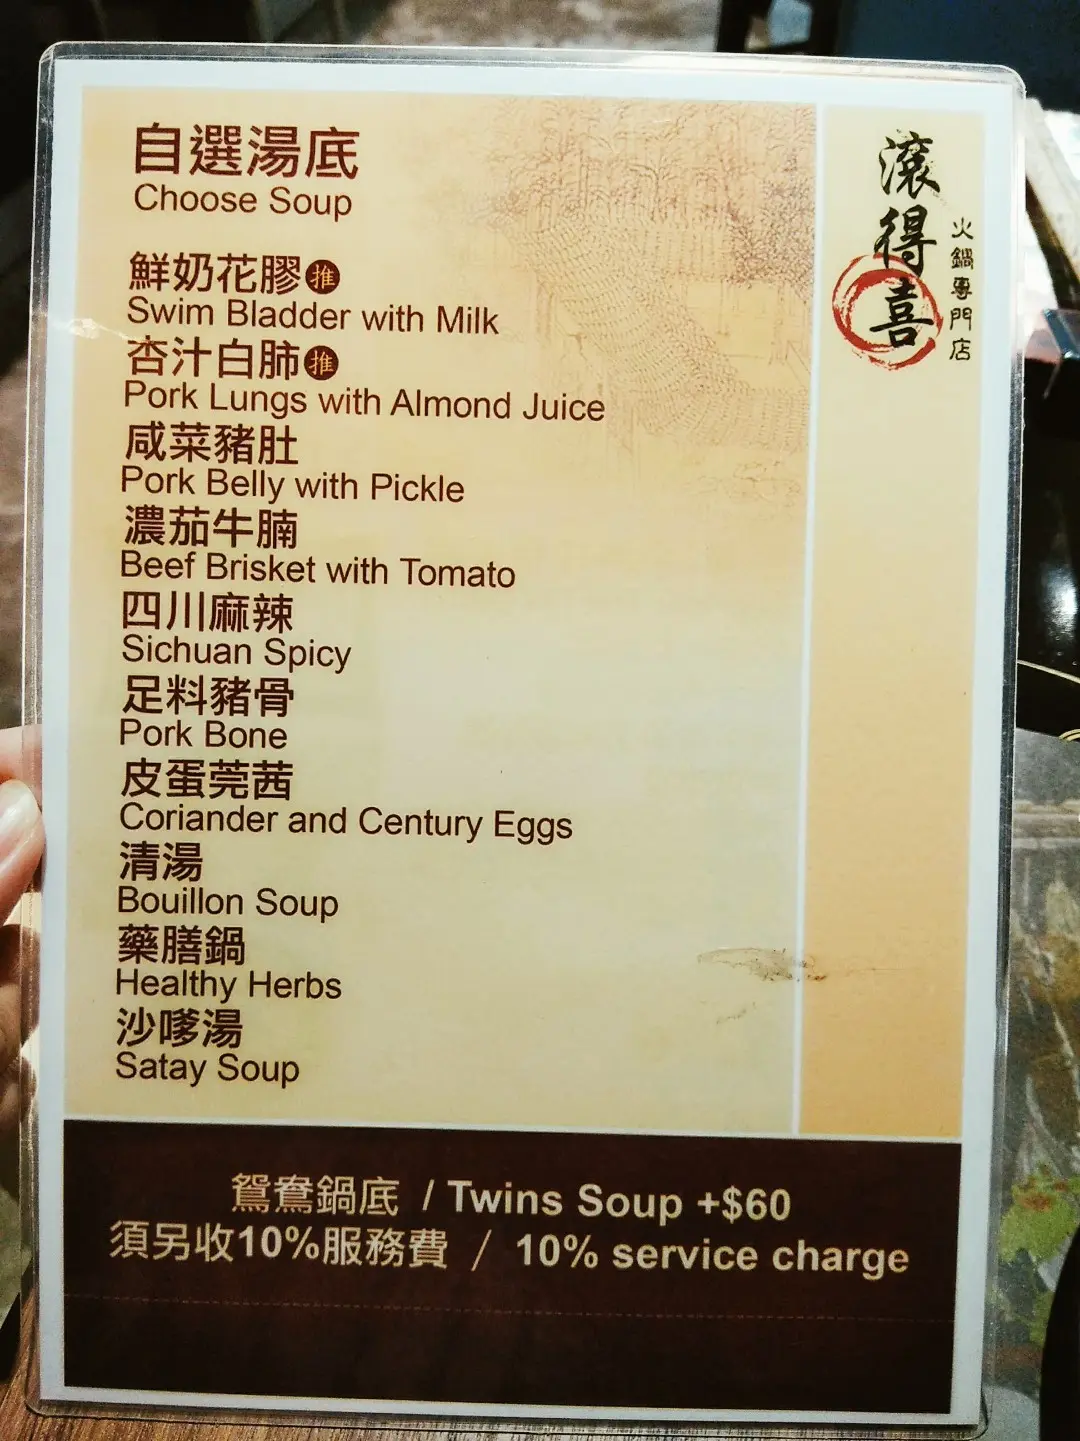 自選湯底
Choose Soup
鮮奶花膠推
Swim Bladder with Milk
杏汁白肺推
Pork Lungs with Almond Juice
咸菜豬肚
Pork Belly with Pickle
濃茄牛腩
Beef Brisket with Tomato
四川麻辣
Sichuan Spicy
足料豬骨
Pork Bone
皮蛋莞茜
Coriander and Century Eggs
清湯
Bouillon Soup
藥膳鍋
Healthy Herbs
沙嗲湯
Satay Soup
滾得喜
火鍋專門店
鴛鴦鍋底 / Twins Soup +$60
須另收10%服務費 / 10% service charge